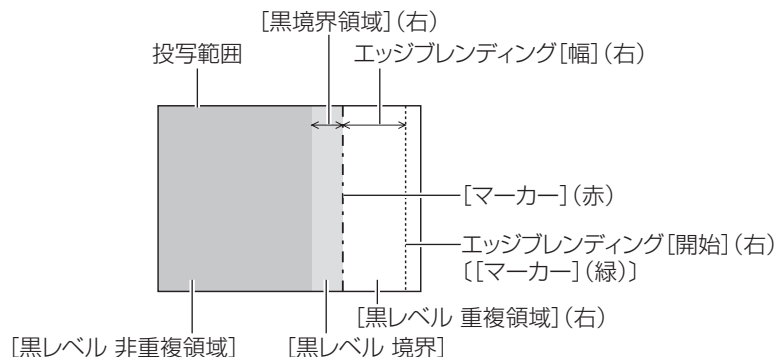 [黒境界領域](右)
投写範囲
エッジブレンディング[幅](右)
[マーカー](赤)
エッジブレンディング[開始](右)
〔[マーカー](緑)〕
[黒レベル 重複領域](右)
[黒レベル 非重複領域]
[黒レベル 境界]